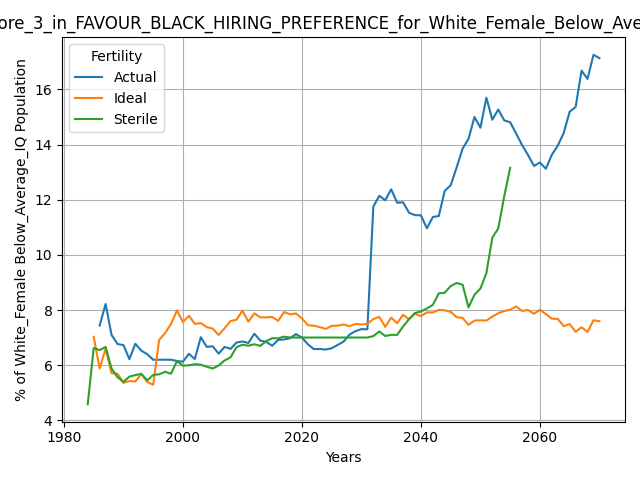 ore_3_in_FAVOUR_BLACK_HIRING_PREFERENCE_for_White_Female_Below_Ave
Fertility
Actual
Ideal
Sterile
% of White_Female Below_Average_IQ Population
16
14
12
10
8
6
4
1980
2000
2020
2040
2060
Years